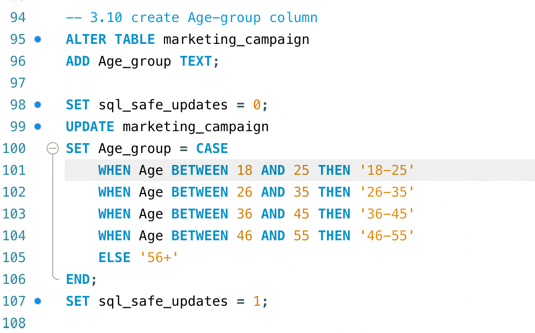 94 -- 3.10 create Age-group column
95 ALTER TABLE marketing_campaign
96 ADD Age_group TEXT;
97
98 SET sql_safe_updates = 0;
99 UPDATE marketing_campaign
100 SET Age_group = CASE
101 WHEN Age BETWEEN 18 AND 25 THEN '18-25'
102 WHEN Age BETWEEN 26 AND 35 THEN '26-35'
103 WHEN Age BETWEEN 36 AND 45 THEN '36-45'
104 WHEN Age BETWEEN 46 AND 55 THEN '46-55'
105 ELSE '56+'
106 END;
107 SET sql_safe_updates = 1;
108